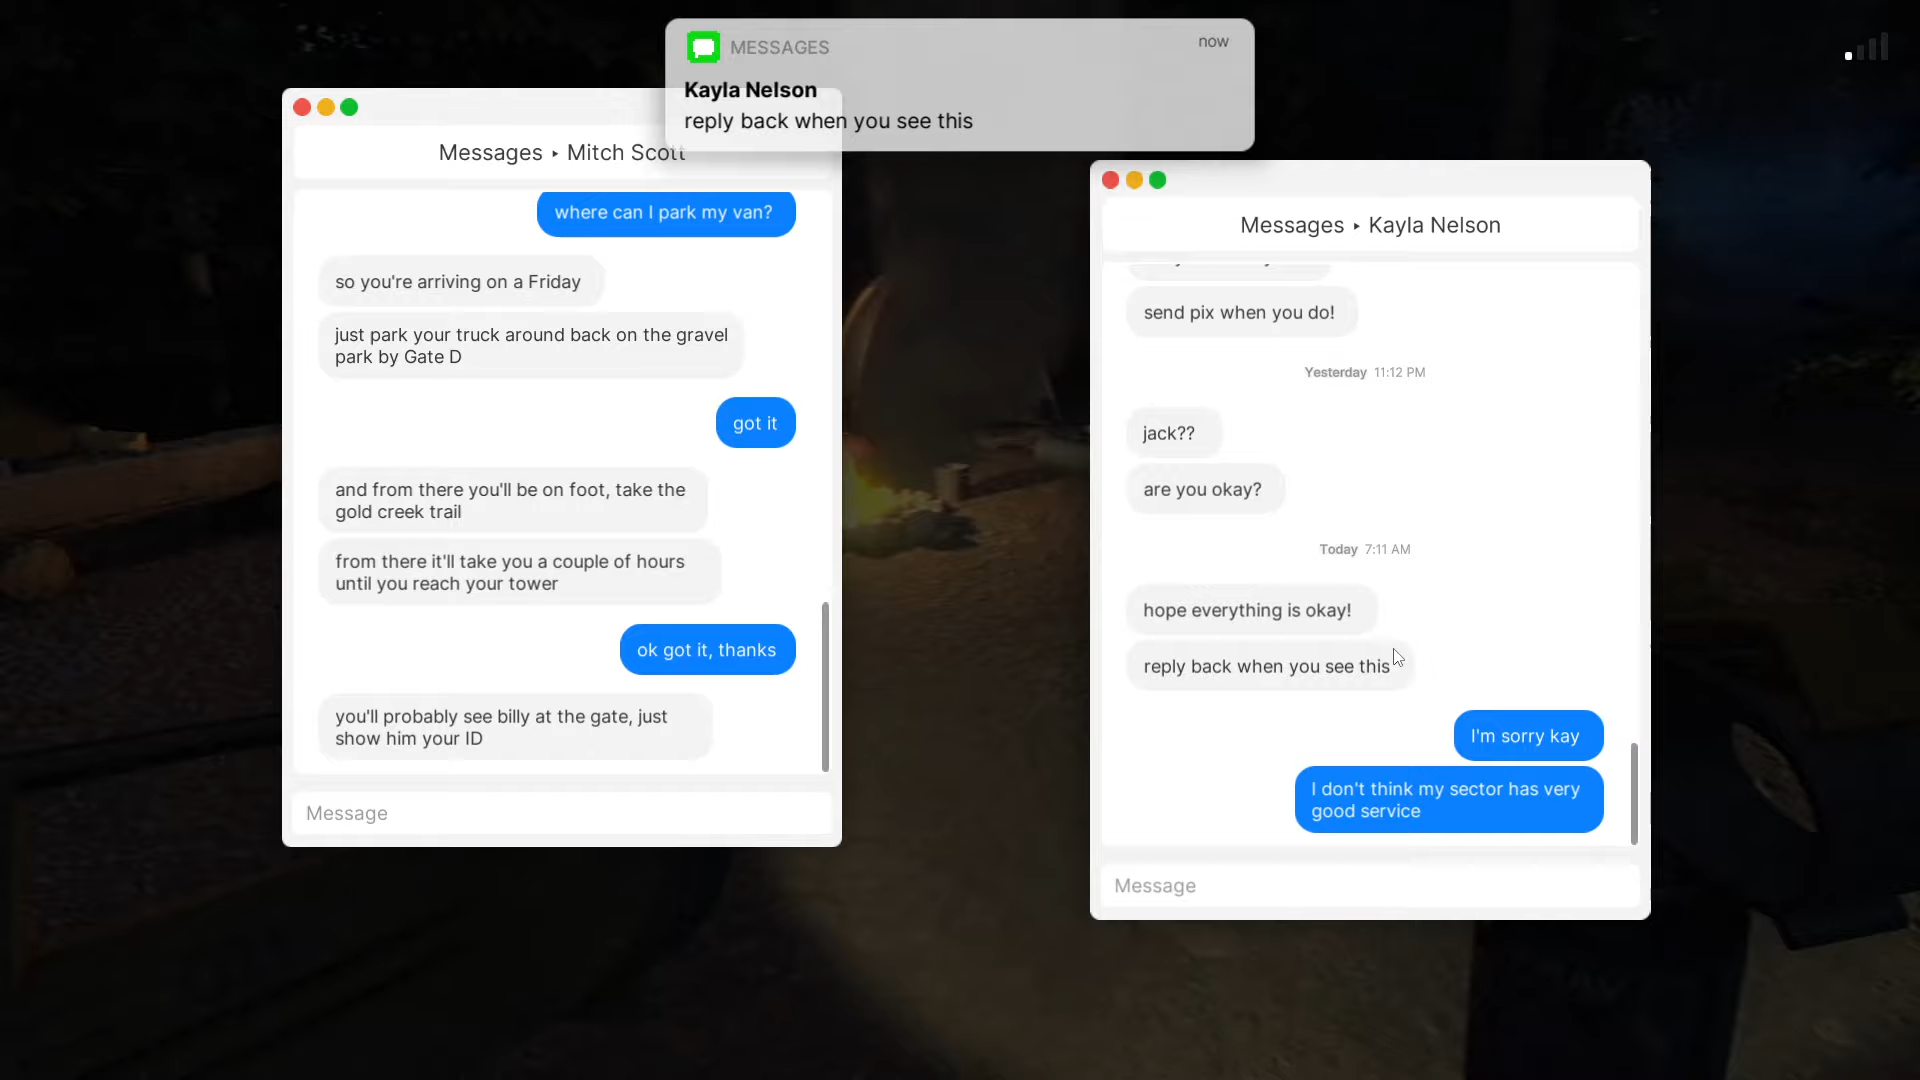 MESSAGES
now
Kayla Nelson
reply back when you see this
Messages ▸ Mitch Scott
where can I park my van?
so you're arriving on a Friday
just park your truck around back on the gravel
park by Gate D
got it
and from there you'll be on foot, take the
gold creek trail
from there it'll take you a couple of hours
until you reach your tower
ok got it, thanks
you'll probably see billy at the gate, just
show him your ID
Message
Messages ▸ Kayla Nelson
send pix when you do!
Yesterday 11:12 PM
jack??
are you okay?
Today 7:11 AM
hope everything is okay!
reply back when you see this
I'm sorry kay
I don't think my sector has very
good service
Message